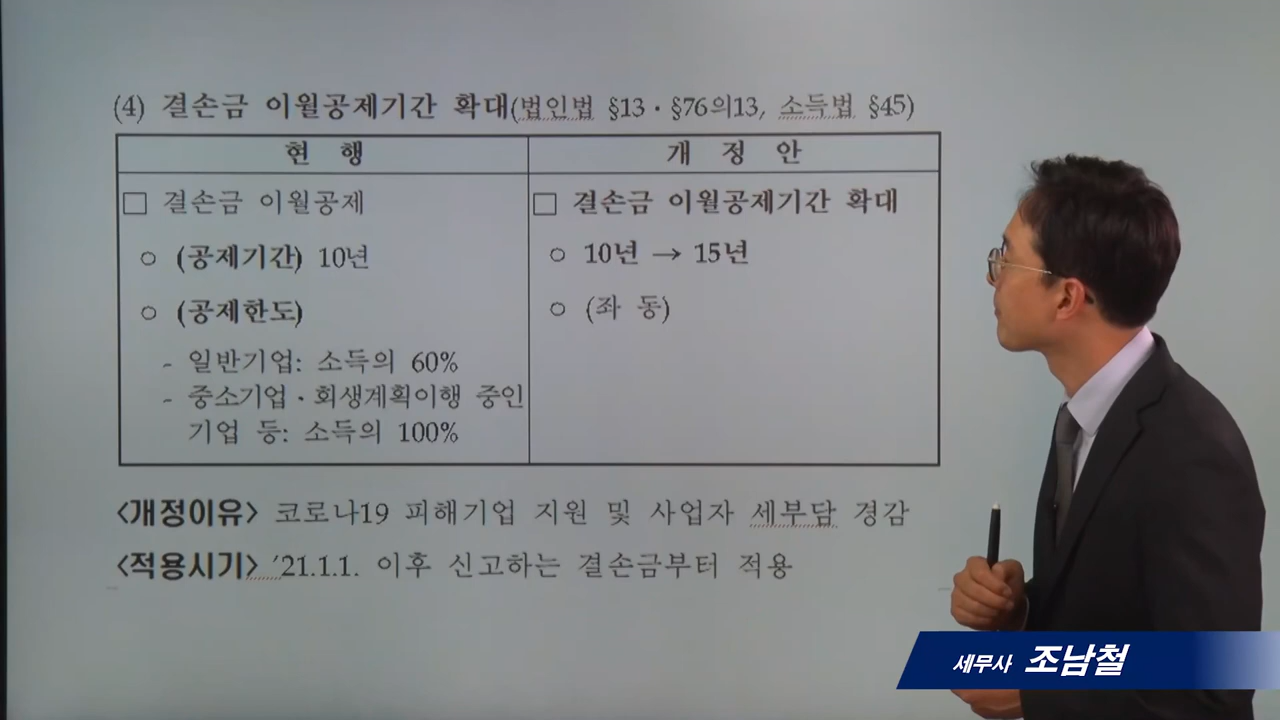 (4) 결손금 이월공제기간 확대(법인법 §13·§76의13, 소득법 §45)
현 행
개 정 안
□ 결손금 이월공제
○ (공제기간) 10년
○ (공제한도)
- 일반기업: 소득의 60%
- 중소기업·회생계획이행 중인
기업 등: 소득의 100%
□ 결손금 이월공제기간 확대
○ 10년 → 15년
○ (좌 동)
<개정이유> 코로나19 피해기업 지원 및 사업자 세부담 경감
<적용시기> ′21.1.1. 이후 신고하는 결손금부터 적용
세무사 조남철